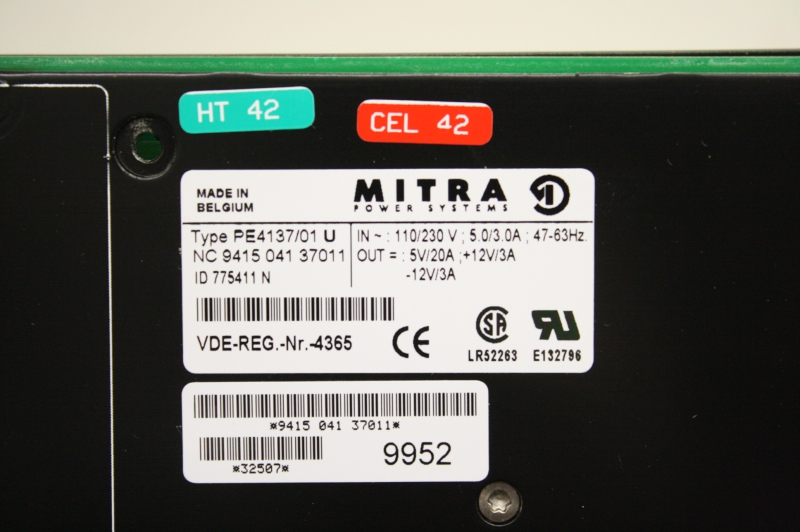 HT 42
CEL 42
MADE IN
BELGIUM
MITRA
POWER SYSTEMS
Type PE4137/01 U
NC 9415 041 37011
ID 775411 N
IN ~ : 110/230 V ; 5.0/3.0A ; 47-63Hz.
OUT = : 5V/20A ;+12V/3A
-12V/3A
VDE-REG.-Nr.-4365
CE
LR52263
E132796
*9415 041 37011*
*32507*
9952